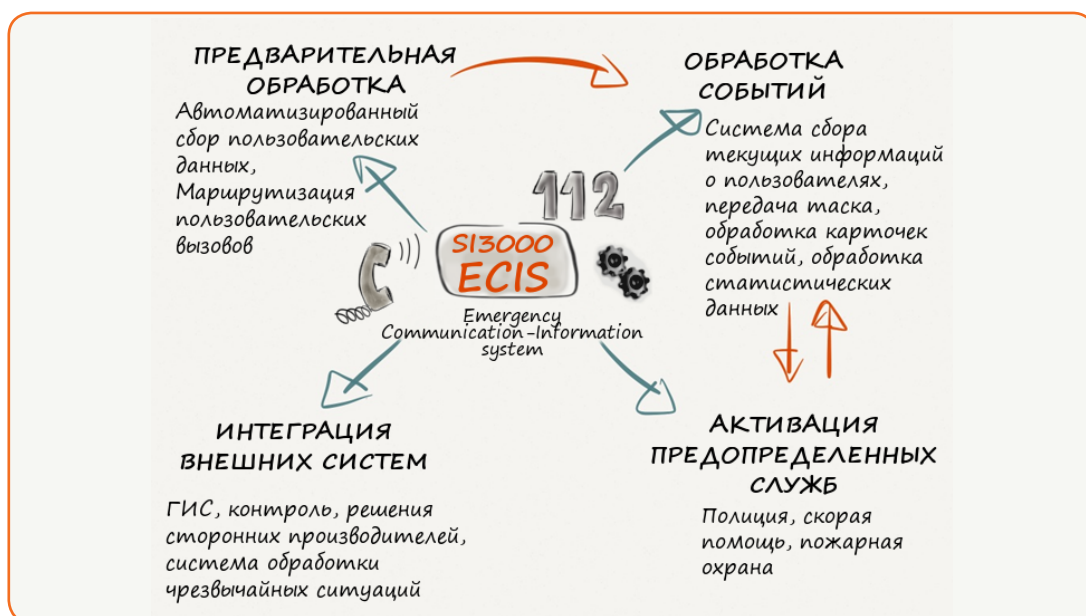 ПРЕДВАРИТЕЛЬНАЯ
ОБРАБОТКА
Автоматизированный
сбор пользовательских
данных,
Маршрутизация
пользовательских
вызовов
ОБРАБОТКА
СОБЫТИЙ
Система сбора
текущих информаций
о пользователях,
передача таска,
обработка карточек
событий, обработка
статистических
данных
112
SI3000
ECIS
Emergency
Communication-Information
system
ИНТЕГРАЦИЯ
ВНЕШНИХ СИСТЕМ
ГИС, контроль, решения
сторонних производителей,
система обработки
чрезвычайных ситуаций
АКТИВАЦИЯ
ПРЕДОПРЕДЕЛЕННЫХ
СЛУЖБ
Полиция, скорая
помощь, пожарная
охрана